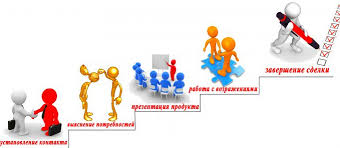 установление контакта
выяснение потребностей
презентация продукта
работа с возражениями
завершение сделки